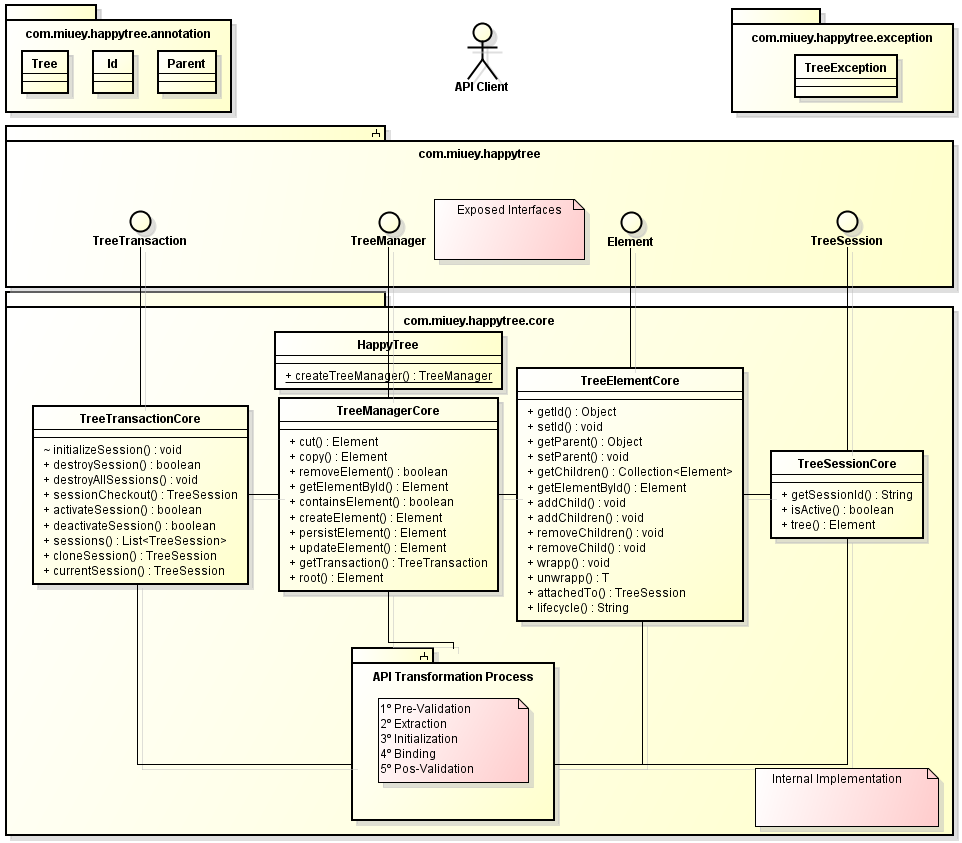 com.miuey.happytree.annotation
Tree
Id
Parent
API Client
com.miuey.happytree.exception
TreeException
com.miuey.happytree
Exposed Interfaces
TreeTransaction
TreeManager
Element
TreeSession
com.miuey.happytree.core
HappyTree
+ createTreeManager() : TreeManager
TreeTransactionCore
~ initializeSession() : void
+ destroySession() : boolean
+ destroyAllSessions() : void
+ sessionCheckout() : TreeSession
+ activateSession() : boolean
+ deactivateSession() : boolean
+ sessions() : List<TreeSession>
+ cloneSession() : TreeSession
+ currentSession() : TreeSession
TreeManagerCore
+ cut() : Element
+ copy() : Element
+ removeElement() : boolean
+ getElementById() : Element
+ containsElement() : boolean
+ createElement() : Element
+ persistElement() : Element
+ updateElement() : Element
+ getTransaction() : TreeTransaction
+ root() : Element
TreeElementCore
+ getId() : Object
+ setId() : void
+ getParent() : Object
+ setParent() : void
+ getChildren() : Collection<Element>
+ getElementById() : Element
+ addChild() : void
+ addChildren() : void
+ removeChildren() : void
+ removeChild() : void
+ wrapp() : void
+ unwrapp() : T
+ attachedTo() : TreeSession
+ lifecycle() : String
TreeSessionCore
+ getSessionId() : String
+ isActive() : boolean
+ tree() : Element
API Transformation Process
1º Pre-Validation
2º Extraction
3º Initialization
4º Binding
5º Pos-Validation
Internal Implementation